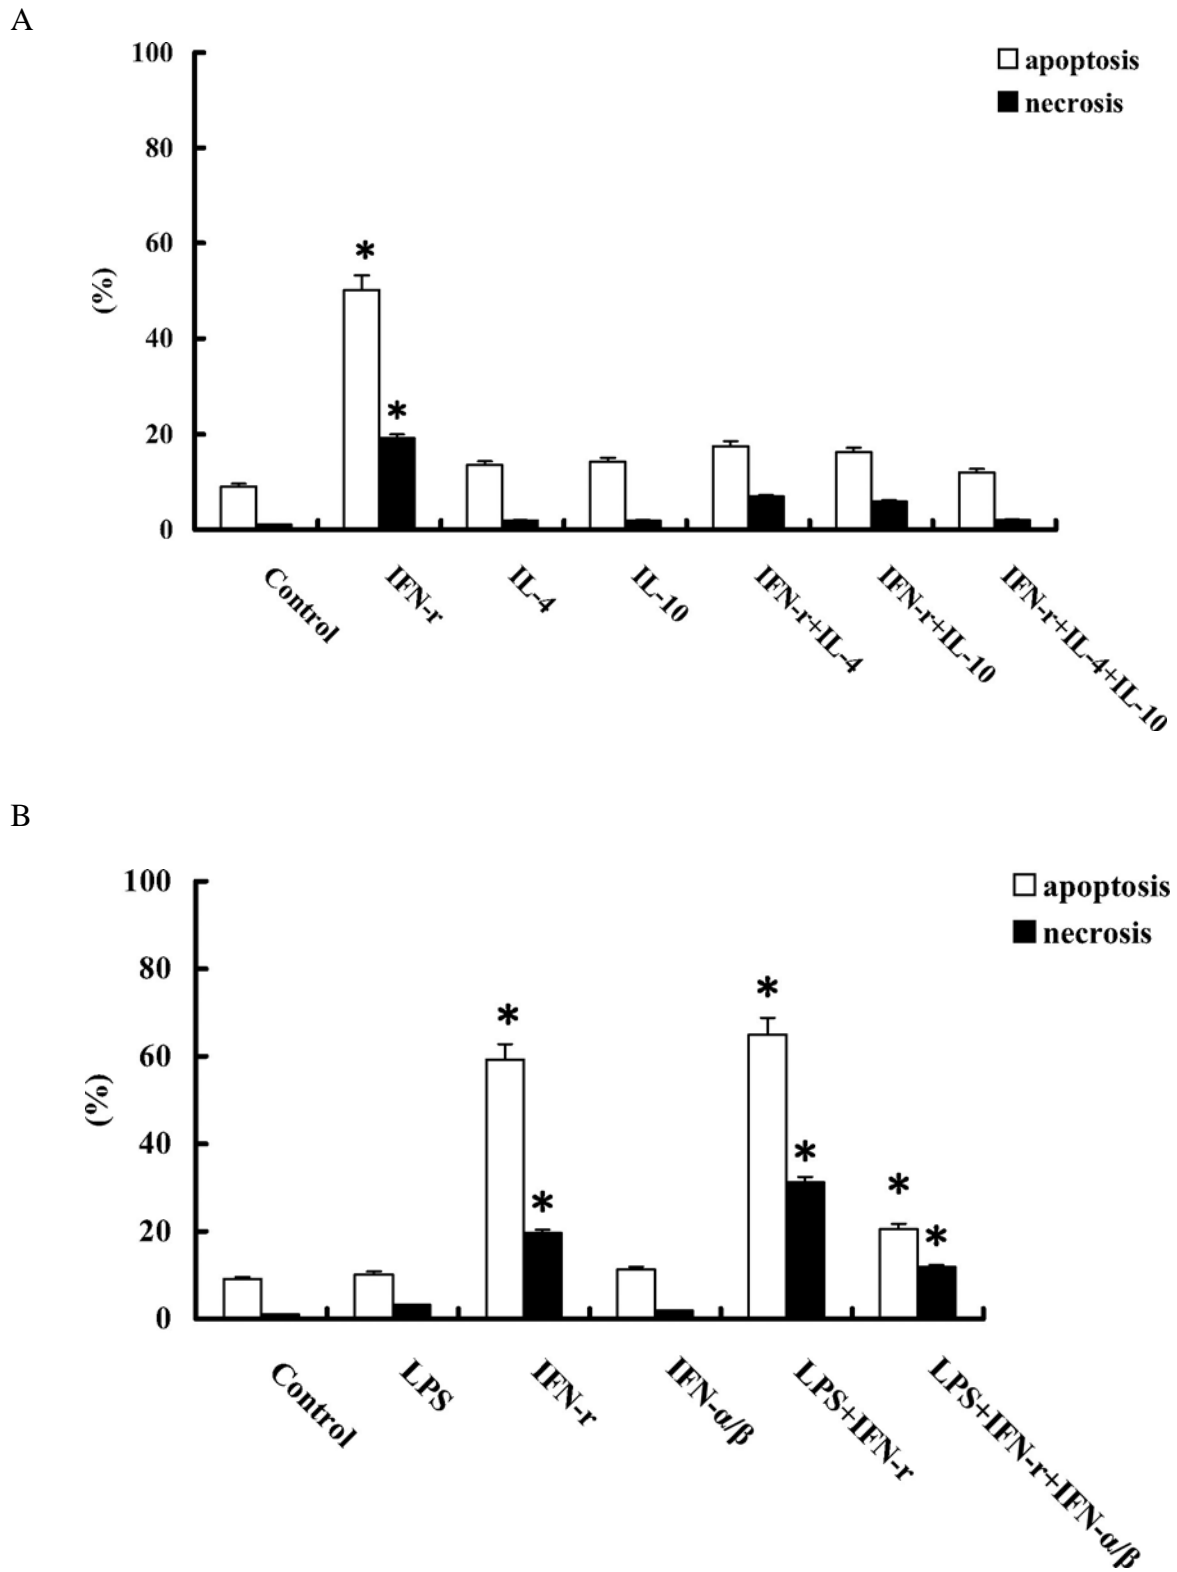 A
100
80
60
40
20
0
(%)
apoptosis
necrosis
*
*
Control
IFN-r
IL-4
IL-10
IFN-r+IL-4
IFN-r+IL-10
IFN-r+IL-4+IL-10
B
100
80
60
40
20
0
(%)
apoptosis
necrosis
*
*
*
*
*
*
Control
LPS
IFN-r
IFN-α/β
LPS+IFN-r
LPS+IFN-r+IFN-α/β